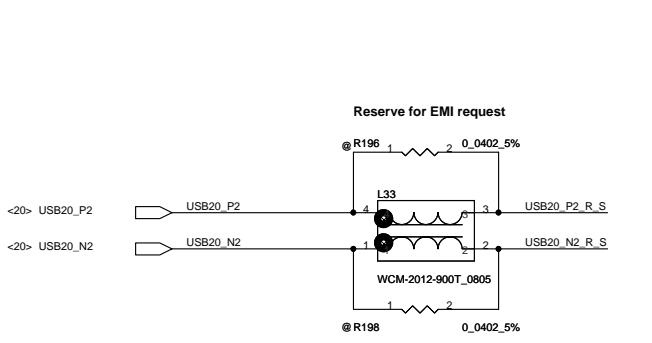 Reserve for EMI request
@ R196 1 2 0_0402_5%
L33
<20> USB20_P2 USB20_P2 4 3 3 USB20_P2_R_S
<20> USB20_N2 USB20_N2 1 2 2 USB20_N2_R_S
WCM-2012-900T_0805
1 2
@ R198 0_0402_5%